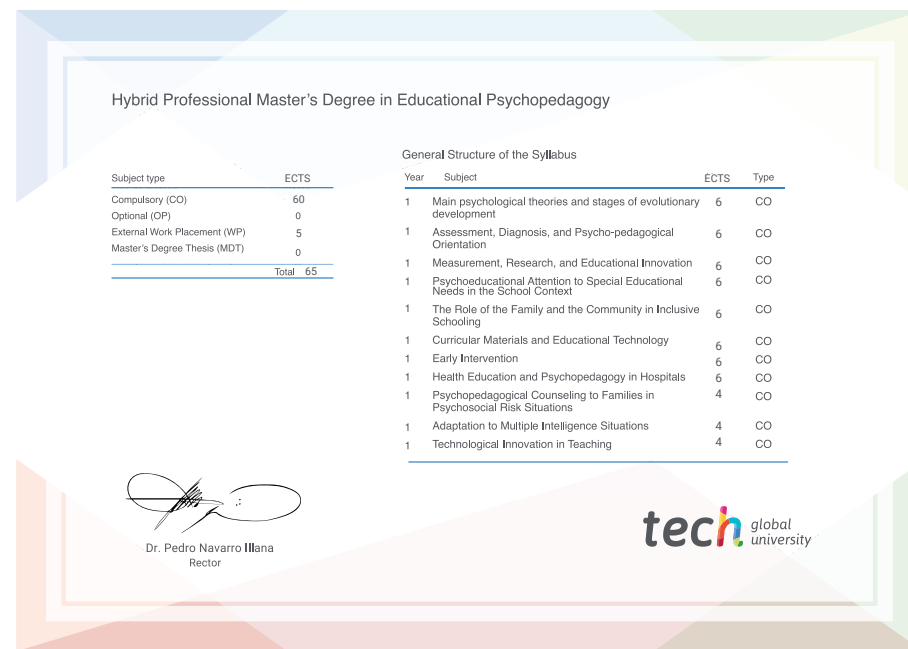 Hybrid Professional Master's Degree in Educational Psychopedagogy
Subject type ECTS
Compulsory (CO) 60
Optional (OP) 0
External Work Placement (WP) 5
Master's Degree Thesis (MDT) 0
Total 65
General Structure of the Syllabus
Year Subject ECTS Type
1 Main psychological theories and stages of evolutionary 6 CO
development
1 Assessment, Diagnosis, and Psycho-pedagogical 6 CO
Orientation
1 Measurement, Research, and Educational Innovation 6 CO
1 Psychoeducational Attention to Special Educational 6 CO
Needs in the School Context
1 The Role of the Family and the Community in Inclusive 6 CO
Schooling
1 Curricular Materials and Educational Technology 6 CO
1 Early Intervention 6 CO
1 Health Education and Psychopedagogy in Hospitals 6 CO
1 Psychopedagogical Counseling to Families in 4 CO
Psychosocial Risk Situations
1 Adaptation to Multiple Intelligence Situations 4 CO
1 Technological Innovation in Teaching 4 CO
Dr. Pedro Navarro Illana
Rector
tech global
university